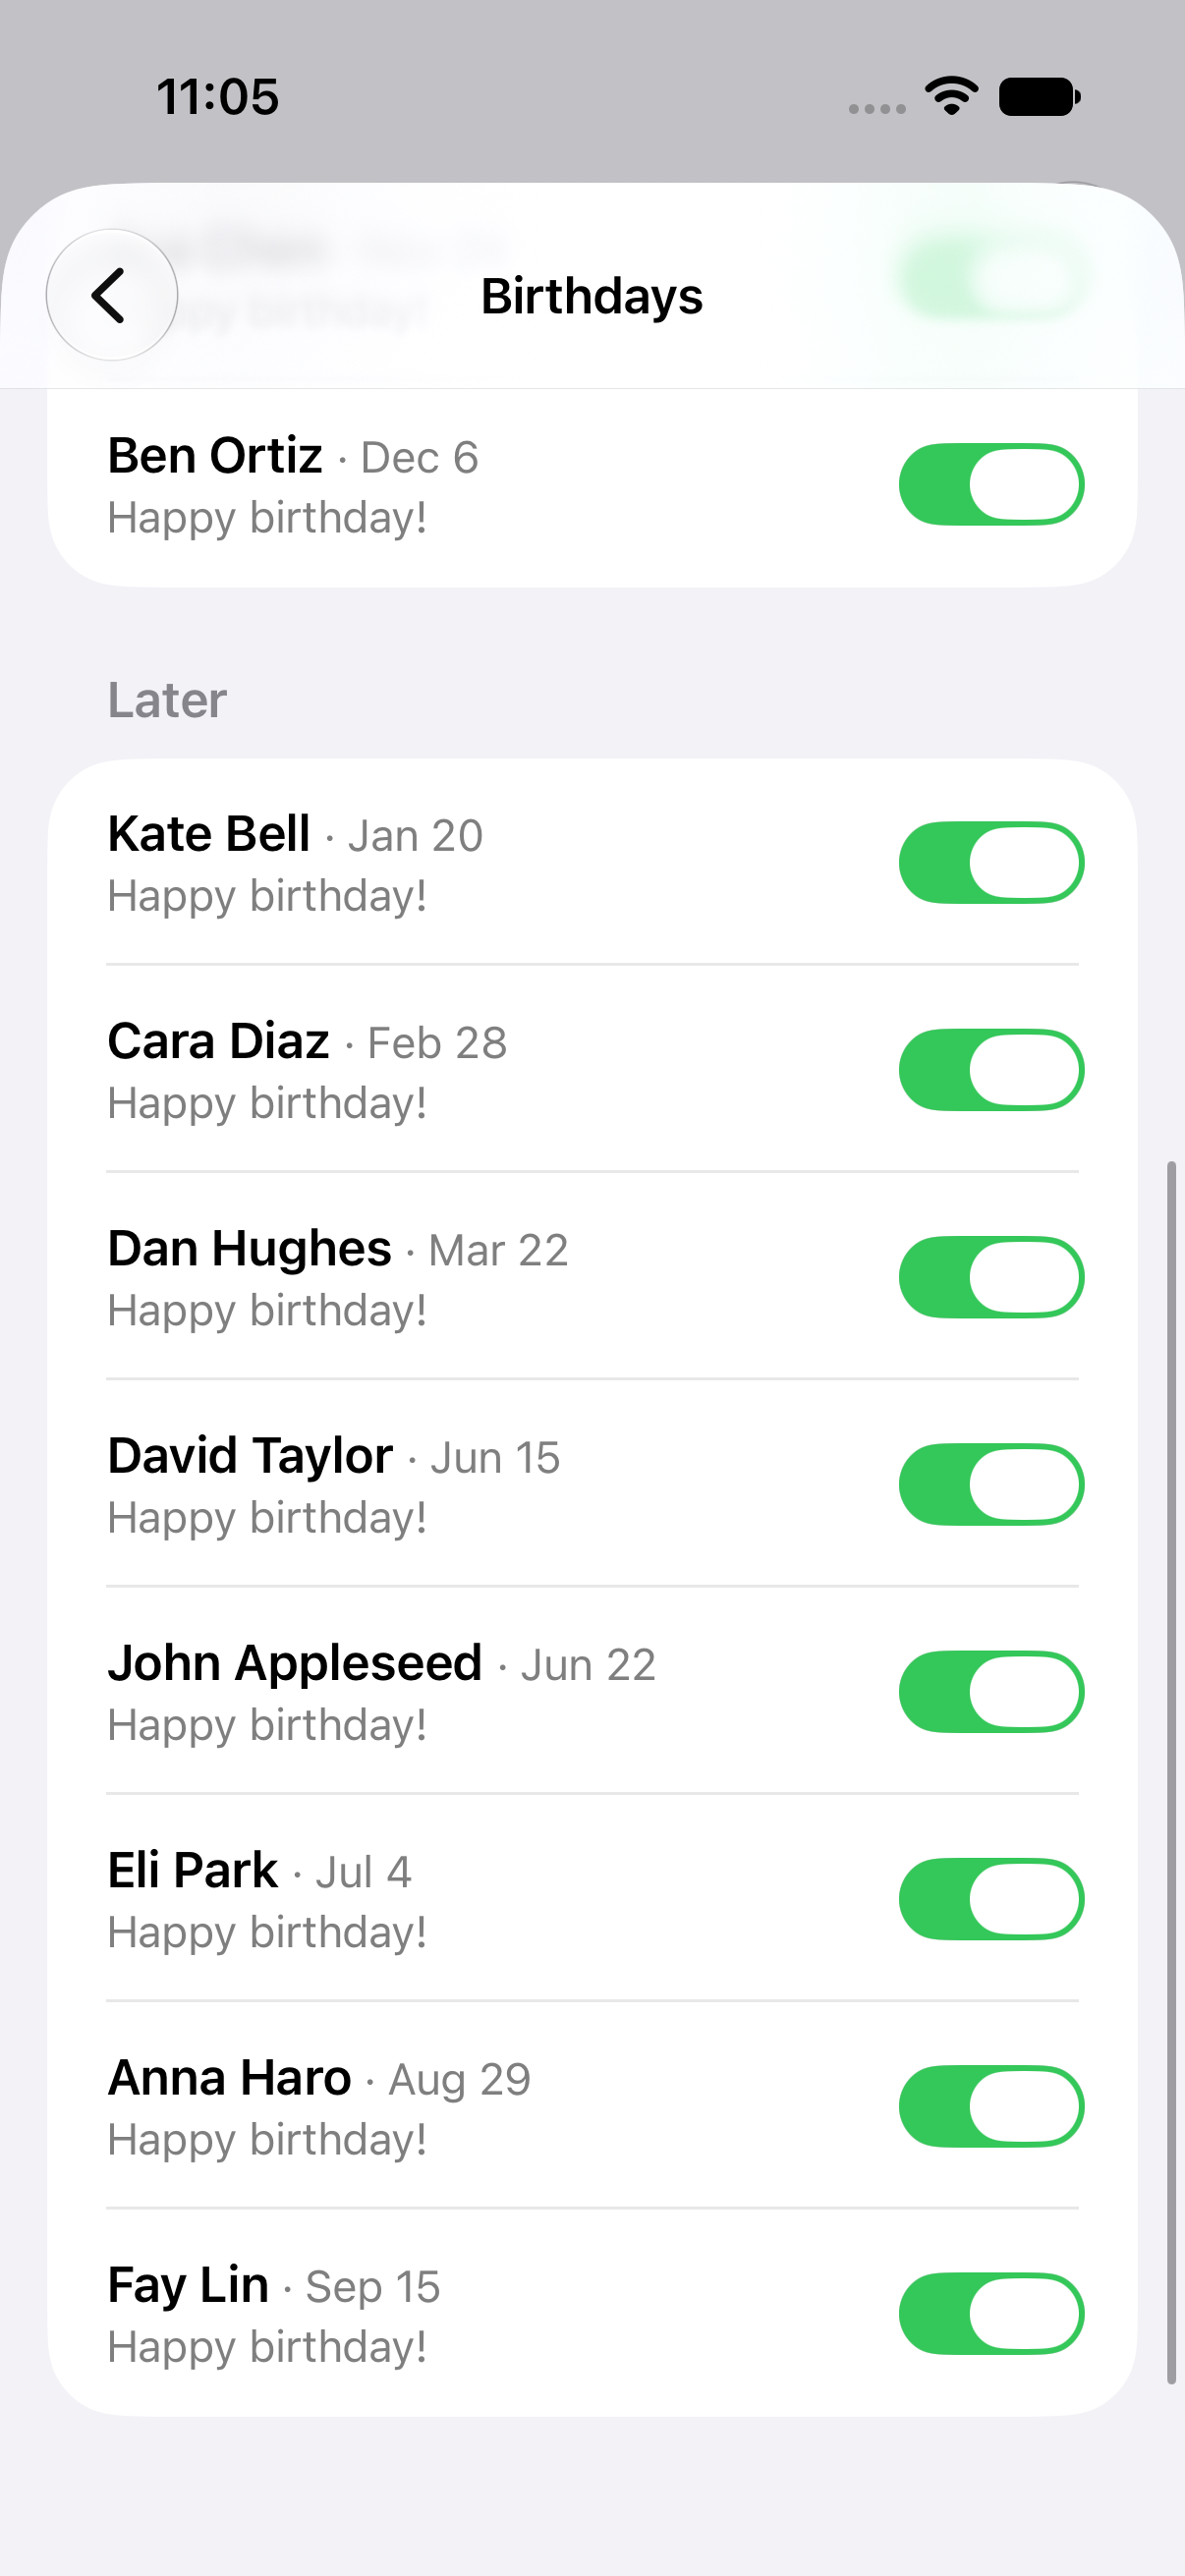 11:05
Birthdays
Ben Ortiz · Dec 6
Happy birthday!
Later
Kate Bell · Jan 20
Happy birthday!
Cara Diaz · Feb 28
Happy birthday!
Dan Hughes · Mar 22
Happy birthday!
David Taylor · Jun 15
Happy birthday!
John Appleseed · Jun 22
Happy birthday!
Eli Park · Jul 4
Happy birthday!
Anna Haro · Aug 29
Happy birthday!
Fay Lin · Sep 15
Happy birthday!